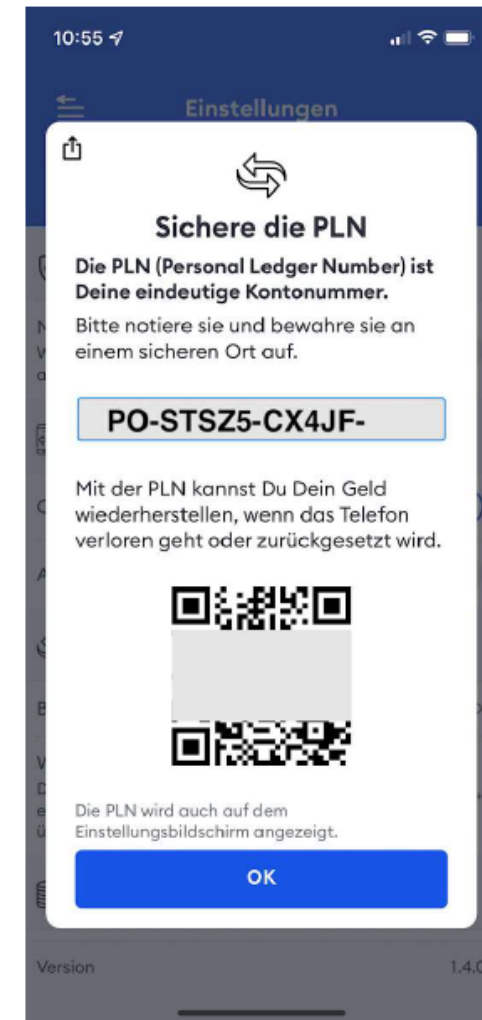 10:55
Einstellungen
Sichere die PLN
Die PLN (Personal Ledger Number) ist
Deine eindeutige Kontonummer.
Bitte notiere sie und bewahre sie an
einem sicheren Ort auf.
PO-STSZ5-CX4JF-
Mit der PLN kannst Du Dein Geld
wiederherstellen, wenn das Telefon
verloren geht oder zurückgesetzt wird.
Die PLN wird auch auf dem
Einstellungsbildschirm angezeigt.
OK
Version 1.4.0